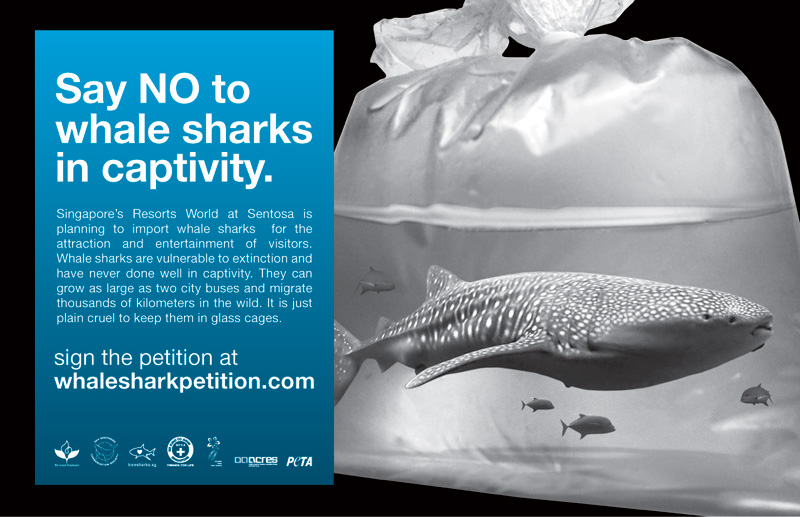 Say NO to
whale sharks
in captivity.
Singapore's Resorts World at Sentosa is
planning to import whale sharks for the
attraction and entertainment of visitors.
Whale sharks are vulnerable to extinction and
have never done well in captivity. They can
grow as large as two city buses and migrate
thousands of kilometers in the wild. It is just
plain cruel to keep them in glass cages.
sign the petition at
whalesharkpetition.com
lovesharks.sg
SPCA
FRIENDS FOR LIFE
acres
PETA